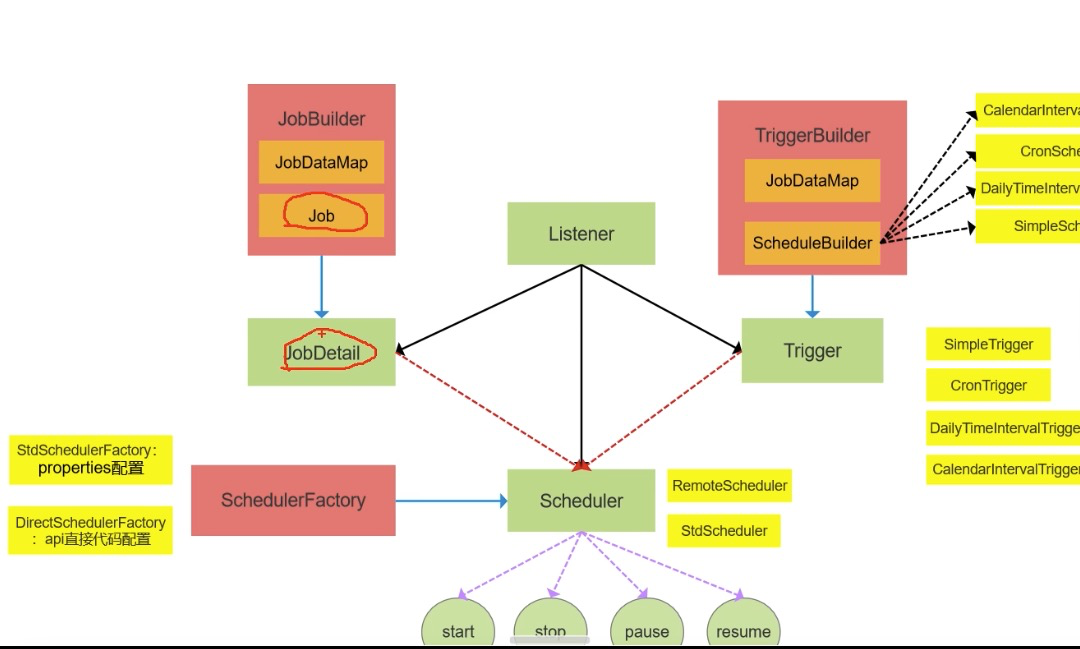 JobBuilder
JobDataMap
Job
JobDetail
Listener
TriggerBuilder
JobDataMap
ScheduleBuilder
Trigger
CalendarInterva
CronSche
DailyTimeInterv
SimpleSch
SimpleTrigger
CronTrigger
DailyTimeIntervalTrigge
CalendarIntervalTrigger
StdSchedulerFactory：
properties配置
DirectSchedulerFactory
：api直接代码配置
SchedulerFactory
Scheduler
RemoteScheduler
StdScheduler
start
stop
pause
resume